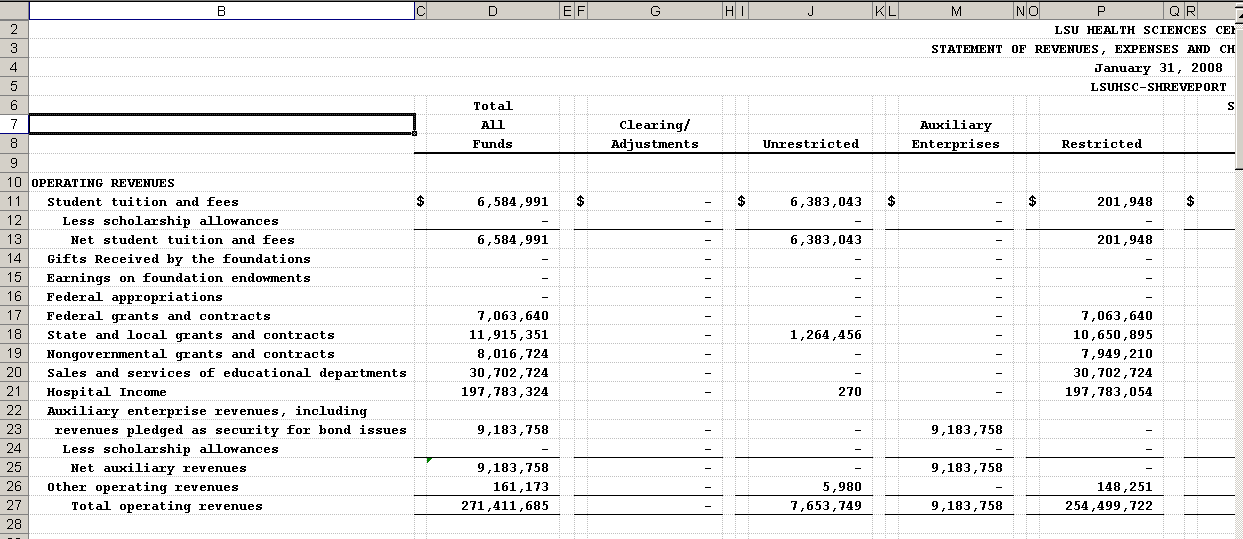 B C D E F G H I J K L M N O P Q R
2 LSU HEALTH SCIENCES CE
3 STATEMENT OF REVENUES, EXPENSES AND CH
4 January 31, 2008
5 LSUHSC-SHREVEPORT
6 Total S
7 All Clearing/ Auxiliary
8 Funds Adjustments Unrestricted Enterprises Restricted
9
10 OPERATING REVENUES
11 Student tuition and fees $ 6,584,991 $ - $ 6,383,043 $ - $ 201,948 $
12 Less scholarship allowances - - - - -
13 Net student tuition and fees 6,584,991 - 6,383,043 - 201,948
14 Gifts Received by the foundations - - - - -
15 Earnings on foundation endowments - - - - -
16 Federal appropriations - - - - -
17 Federal grants and contracts 7,063,640 - - - 7,063,640
18 State and local grants and contracts 11,915,351 - 1,264,456 - 10,650,895
19 Nongovernmental grants and contracts 8,016,724 - - - 7,949,210
20 Sales and services of educational departments 30,702,724 - - - 30,702,724
21 Hospital Income 197,783,324 - 270 - 197,783,054
22 Auxiliary enterprise revenues, including
23 revenues pledged as security for bond issues 9,183,758 - - 9,183,758 -
24 Less scholarship allowances - - - - -
25 Net auxiliary revenues 9,183,758 - - 9,183,758 -
26 Other operating revenues 161,173 - 5,980 - 148,251
27 Total operating revenues 271,411,685 - 7,653,749 9,183,758 254,499,722
28